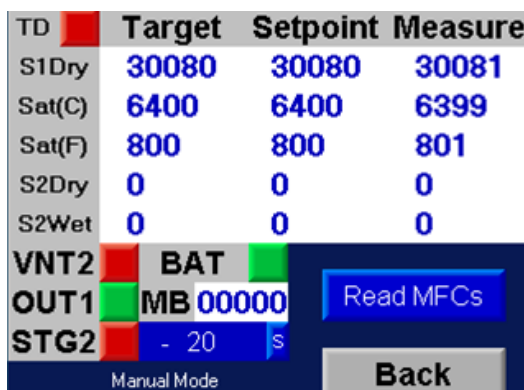 TD Target Setpoint Measure
S1Dry 30080 30080 30081
Sat(C) 6400 6400 6399
Sat(F) 800 800 801
S2Dry 0 0 0
S2Wet 0 0 0
VNT2 BAT
OUT1 MB 00000 Read MFCs
STG2 - 20 s
Manual Mode Back